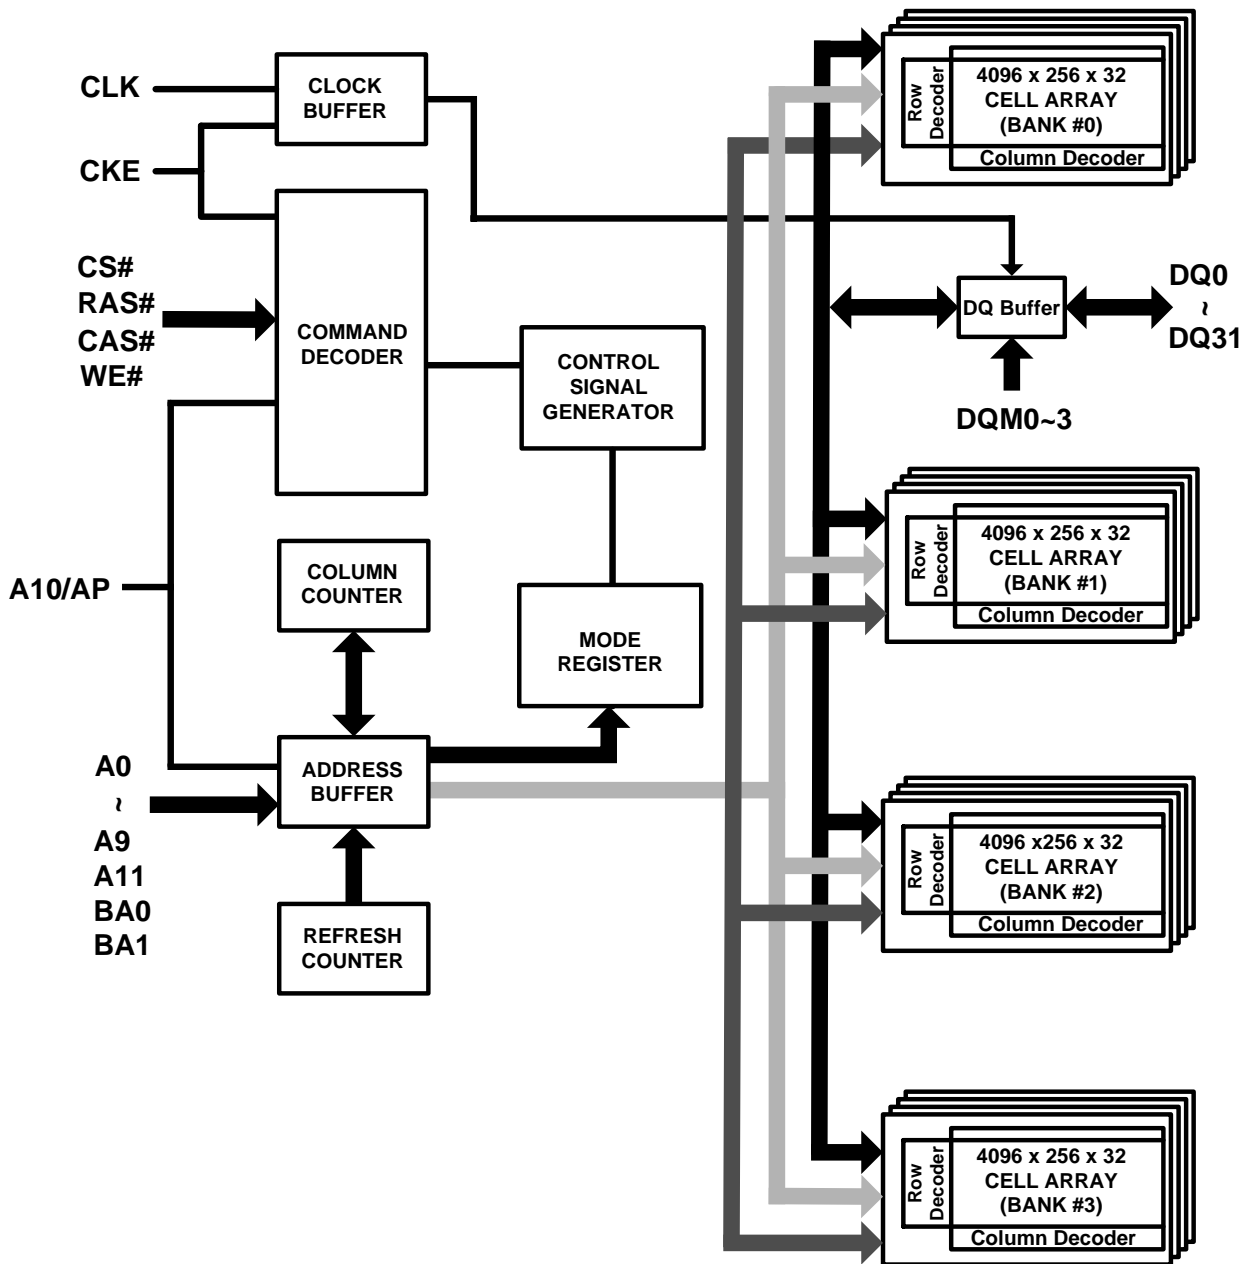 CLK
CKE
CS#
RAS#
CAS#
WE#
A10/AP
A0
~
A9
A11
BA0
BA1
CLOCK
BUFFER
COMMAND
DECODER
COLUMN
COUNTER
ADDRESS
BUFFER
REFRESH
COUNTER
CONTROL
SIGNAL
GENERATOR
MODE
REGISTER
Row
Decoder
4096 x 256 x 32
CELL ARRAY
(BANK #0)
Column Decoder
DQ Buffer
DQ0
~
DQ31
DQM0~3
Row
Decoder
4096 x 256 x 32
CELL ARRAY
(BANK #1)
Column Decoder
Row
Decoder
4096 x256 x 32
CELL ARRAY
(BANK #2)
Column Decoder
Row
Decoder
4096 x 256 x 32
CELL ARRAY
(BANK #3)
Column Decoder